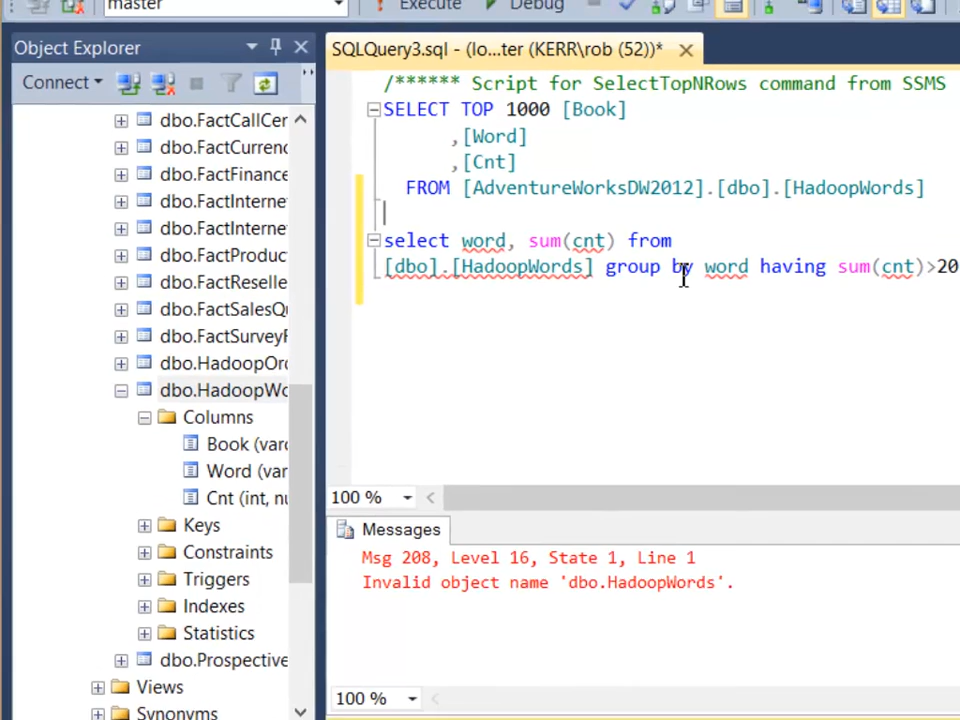 master
Execute
Debug
Object Explorer
SQLQuery3.sql - (lo...ter (KERR\rob (52))*
Connect
dbo.FactCallCer
dbo.FactCurrenc
dbo.FactFinance
dbo.FactInterne
dbo.FactInterne
dbo.FactProduc
dbo.FactReselle
dbo.FactSalesQu
dbo.FactSurveyF
dbo.HadoopOrd
dbo.HadoopWo
Columns
Book (varc
Word (var
Cnt (int, nu
Keys
Constraints
Triggers
Indexes
Statistics
dbo.Prospective
Views
Synonyms
/****** Script for SelectTopNRows command from SSMS
SELECT TOP 1000 [Book]
,[Word]
,[Cnt]
FROM [AdventureWorksDW2012].[dbo].[HadoopWords]
select word, sum(cnt) from
[dbo].[HadoopWords] group by word having sum(cnt)>20
100 %
Messages
Msg 208, Level 16, State 1, Line 1
Invalid object name 'dbo.HadoopWords'.
100 %